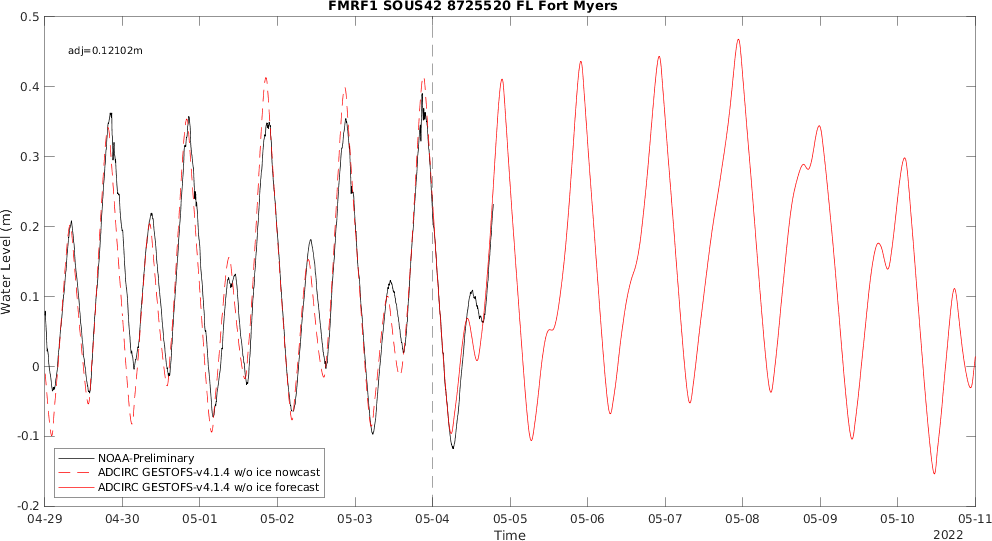 FMRF1 SOUS42 8725520 FL Fort Myers
adj=0.12102m
Water Level (m)
0.5
0.4
0.3
0.2
0.1
0
-0.1
-0.2
NOAA-Preliminary
ADCIRC GESTOFS-v4.1.4 w/o ice nowcast
ADCIRC GESTOFS-v4.1.4 w/o ice forecast
04-29 04-30 05-01 05-02 05-03 05-04 05-05 05-06 05-07 05-08 05-09 05-10 05-11
Time
2022